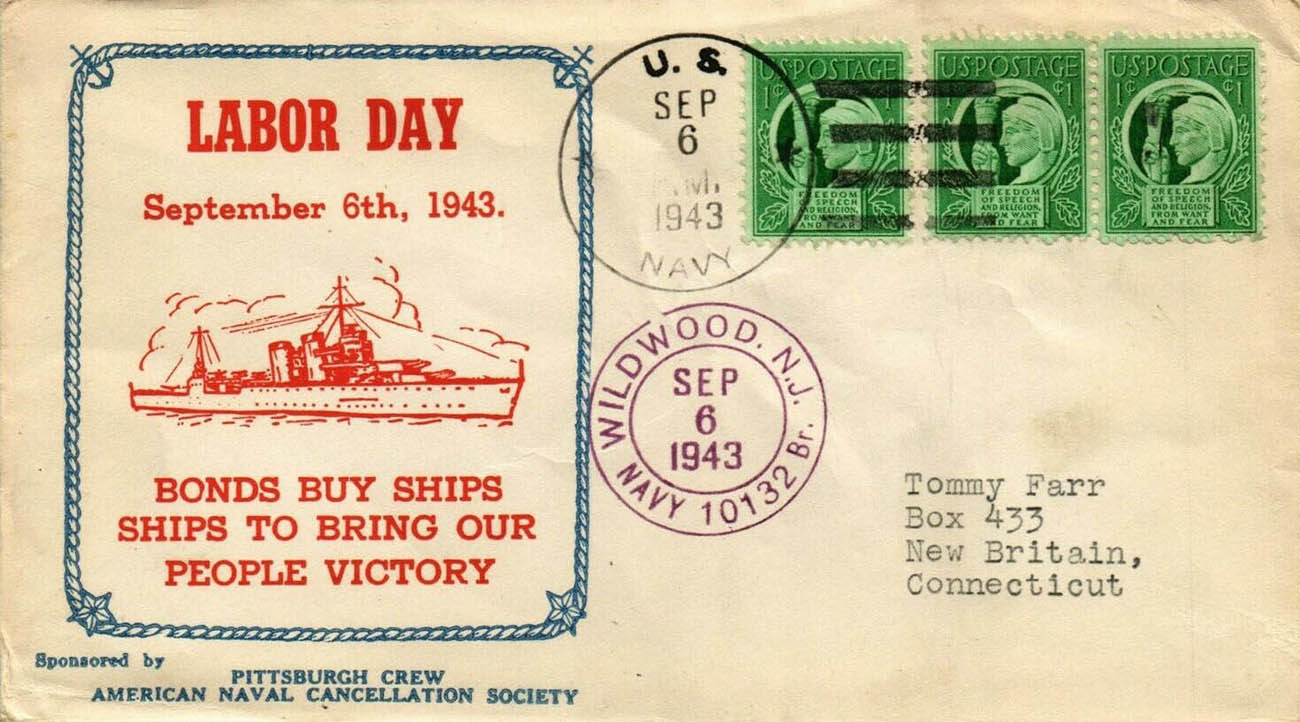 LABOR DAY
September 6th, 1943.
BONDS BUY SHIPS
SHIPS TO BRING OUR
PEOPLE VICTORY
Sponsored by
PITTSBURGH CREW
AMERICAN NAVAL CANCELLATION SOCIETY
U. S.
SEP
6
.M.
1943
NAVY
US POSTAGE
1¢
FREEDOM
OF SPEECH
AND RELIGION,
FROM WANT
AND FEAR
US POSTAGE
1 ¢1
FREEDOM
OF SPEECH
AND RELIGION,
FROM WANT
AND FEAR
US POSTAGE
1 ¢1
FREEDOM
OF SPEECH
AND RELIGION,
FROM WANT
AND FEAR
WILDWOOD, N.J.
SEP
6
1943
NAVY 10132 Br.
Tommy Farr
Box 433
New Britain,
Connecticut